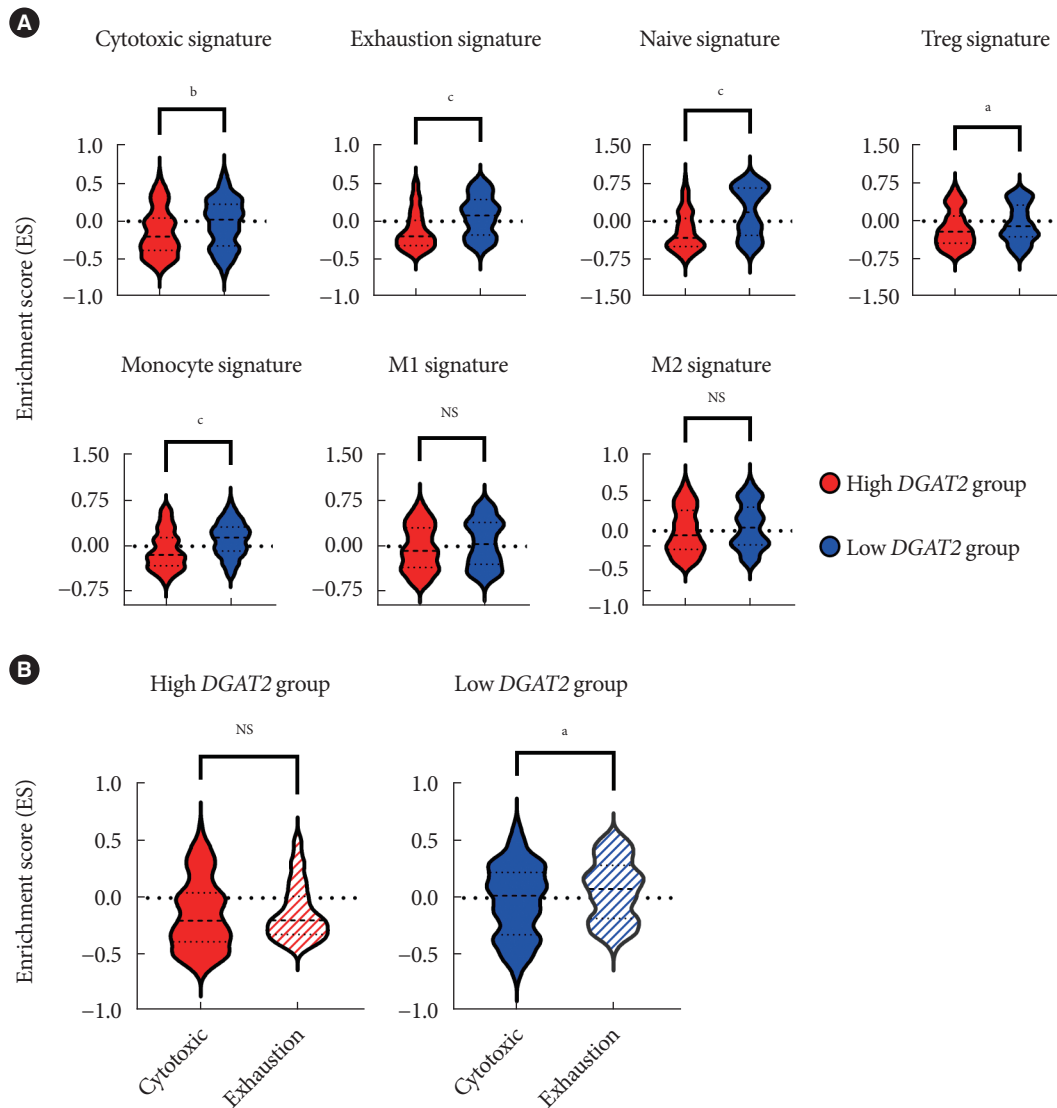 A
Cytotoxic signature
Exhaustion signature
Naive signature
Treg signature
b
c
c
a
1.0
0.5
0.0
−0.5
−1.0
1.0
0.5
0.0
−0.5
−1.0
1.50
0.75
0.00
−0.75
−1.50
1.50
0.75
0.00
−0.75
−1.50
Enrichment score (ES)
Monocyte signature
M1 signature
M2 signature
c
NS
NS
1.50
0.75
0.00
−0.75
1.50
0.75
0.00
−0.75
1.0
0.5
0.0
−0.5
−1.0
High DGAT2 group
Low DGAT2 group
B
High DGAT2 group
Low DGAT2 group
NS
a
Enrichment score (ES)
1.0
0.5
0.0
−0.5
−1.0
1.0
0.5
0.0
−0.5
−1.0
Cytotoxic
Exhaustion
Cytotoxic
Exhaustion